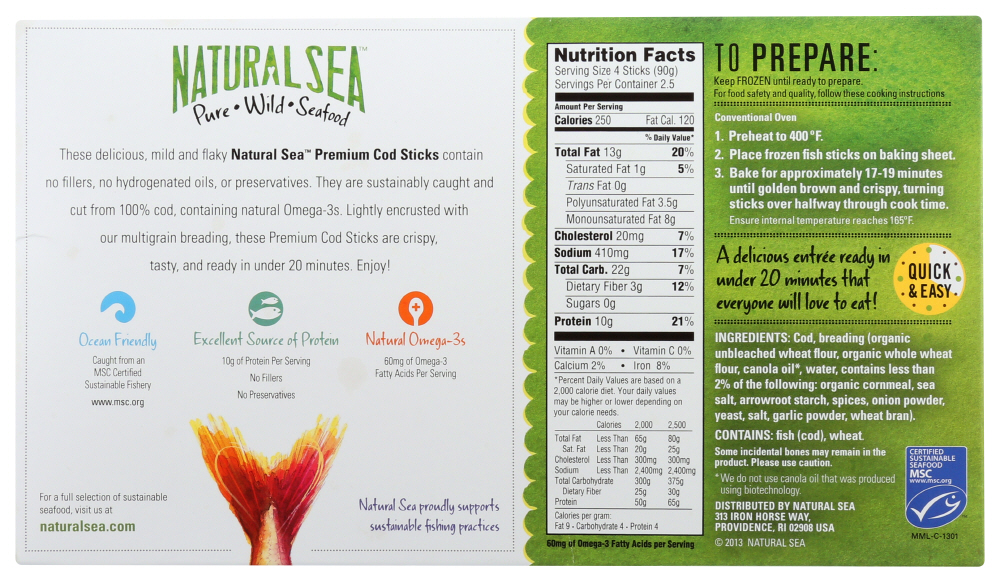 NATURAL SEA™
Pure • Wild • Seafood
These delicious, mild and flaky Natural Sea™ Premium Cod Sticks contain
no fillers, no hydrogenated oils, or preservatives. They are sustainably caught and
cut from 100% cod, containing natural Omega-3s. Lightly encrusted with
our multigrain breading, these Premium Cod Sticks are crispy,
tasty, and ready in under 20 minutes. Enjoy!
Ocean Friendly
Caught from an
MSC Certified
Sustainable Fishery
www.msc.org
Excellent Source of Protein
10g of Protein Per Serving
No Fillers
No Preservatives
Natural Omega-3s
60mg of Omega-3
Fatty Acids Per Serving
For a full selection of sustainable
seafood, visit us at
naturalsea.com
Natural Sea proudly supports
sustainable fishing practices
Nutrition Facts
Serving Size 4 Sticks (90g)
Servings Per Container 2.5
Amount Per Serving
Calories 250 Fat Cal. 120
% Daily Value*
Total Fat 13g 20%
Saturated Fat 1g 5%
Trans Fat 0g
Polyunsaturated Fat 3.5g
Monounsaturated Fat 8g
Cholesterol 20mg 7%
Sodium 410mg 17%
Total Carb. 22g 7%
Dietary Fiber 3g 12%
Sugars 0g
Protein 10g 21%
Vitamin A 0% • Vitamin C 0%
Calcium 2% • Iron 8%
*Percent Daily Values are based on a
2,000 calorie diet. Your daily values
may be higher or lower depending on
your calorie needs.
Calories 2,000 2,500
Total Fat Less Than 65g 80g
Sat. Fat Less Than 20g 25g
Cholesterol Less Than 300mg 300mg
Sodium Less Than 2,400mg 2,400mg
Total Carbohydrate 300g 375g
Dietary Fiber 25g 30g
Protein 50g 65g
Calories per gram:
Fat 9 - Carbohydrate 4 - Protein 4
60mg of Omega-3 Fatty Acids per Serving
TO PREPARE:
Keep FROZEN until ready to prepare.
For food safety and quality, follow these cooking instructions
Conventional Oven
1. Preheat to 400°F.
2. Place frozen fish sticks on baking sheet.
3. Bake for approximately 17-19 minutes
until golden brown and crispy, turning
sticks over halfway through cook time.
Ensure internal temperature reaches 165°F.
A delicious entrée ready in
under 20 minutes that
everyone will love to eat!
QUICK
& EASY
INGREDIENTS: Cod, breading (organic
unbleached wheat flour, organic whole wheat
flour, canola oil*, water, contains less than
2% of the following: organic cornmeal, sea
salt, arrowroot starch, spices, onion powder,
yeast, salt, garlic powder, wheat bran).
CONTAINS: fish (cod), wheat.
Some incidental bones may remain in the
product. Please use caution.
*We do not use canola oil that was produced
using biotechnology.
DISTRIBUTED BY NATURAL SEA
313 IRON HORSE WAY,
PROVIDENCE, RI 02908 USA
© 2013 NATURAL SEA
CERTIFIED
SUSTAINABLE
SEAFOOD
MSC
www.msc.org
™
MML-C-1301